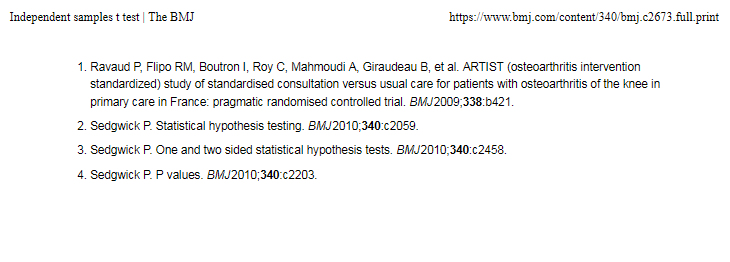 Independent samples t test | The BMJ https://www.bmj.com/content/340/bmj.c2673.full.print
1. Ravaud P, Flipo RM, Boutron I, Roy C, Mahmoudi A, Giraudeau B, et al. ARTIST (osteoarthritis intervention
standardized) study of standardised consultation versus usual care for patients with osteoarthritis of the knee in
primary care in France: pragmatic randomised controlled trial. BMJ2009;338:b421.
2. Sedgwick P. Statistical hypothesis testing. BMJ2010;340:c2059.
3. Sedgwick P. One and two sided statistical hypothesis tests. BMJ2010;340:c2458.
4. Sedgwick P. P values. BMJ2010;340:c2203.